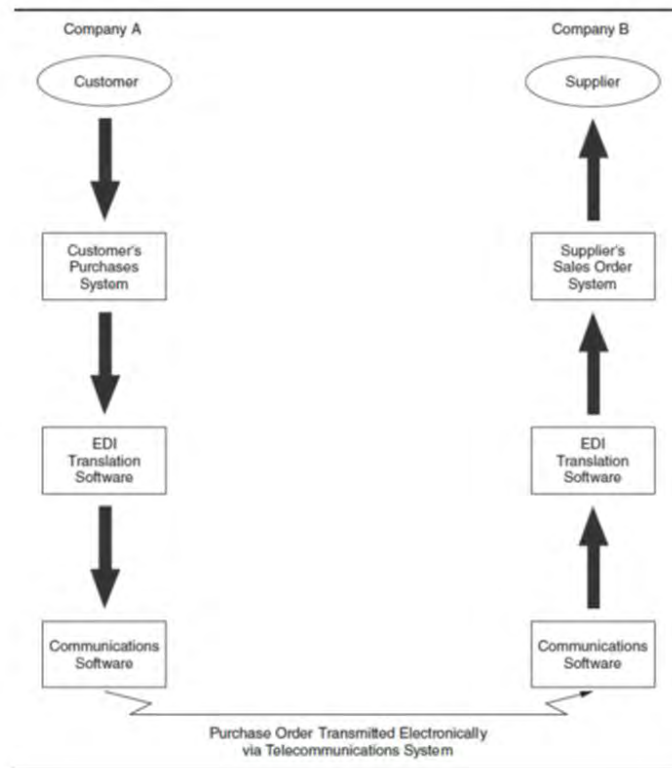 Company A
Company B
Customer
Supplier
Customer's
Purchases
System
Supplier's
Sales Order
System
EDI
Translation
Software
EDI
Translation
Software
Communications
Software
Communications
Software
Purchase Order Transmitted Electronically
via Telecommunications System